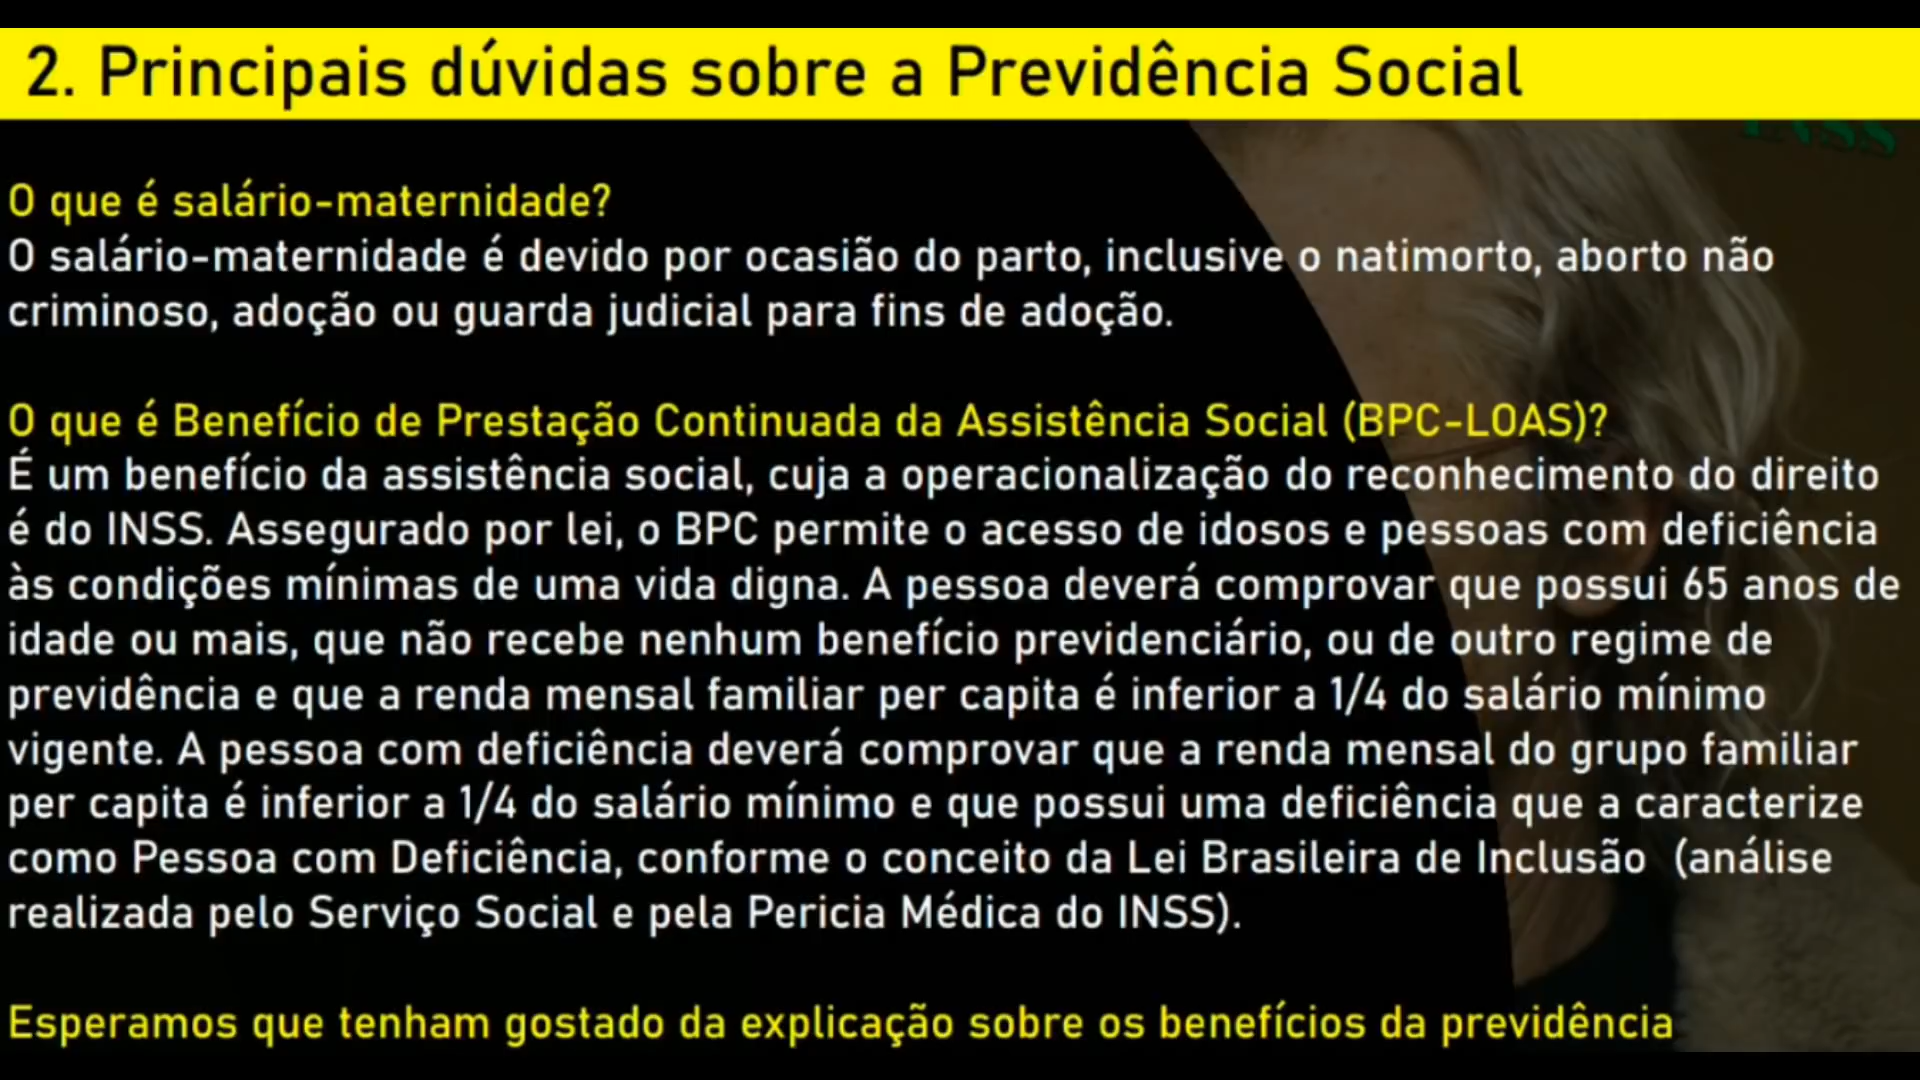 2. Principais dúvidas sobre a Previdência Social
INSS
O que é salário-maternidade?
O salário-maternidade é devido por ocasião do parto, inclusive o natimorto, aborto não
criminoso, adoção ou guarda judicial para fins de adoção.
O que é Benefício de Prestação Continuada da Assistência Social (BPC-LOAS)?
É um benefício da assistência social, cuja a operacionalização do reconhecimento do direito
é do INSS. Assegurado por lei, o BPC permite o acesso de idosos e pessoas com deficiência
às condições mínimas de uma vida digna. A pessoa deverá comprovar que possui 65 anos de
idade ou mais, que não recebe nenhum benefício previdenciário, ou de outro regime de
previdência e que a renda mensal familiar per capita é inferior a 1/4 do salário mínimo
vigente. A pessoa com deficiência deverá comprovar que a renda mensal do grupo familiar
per capita é inferior a 1/4 do salário mínimo e que possui uma deficiência que a caracterize
como Pessoa com Deficiência, conforme o conceito da Lei Brasileira de Inclusão (análise
realizada pelo Serviço Social e pela Pericia Médica do INSS).
Esperamos que tenham gostado da explicação sobre os benefícios da previdência